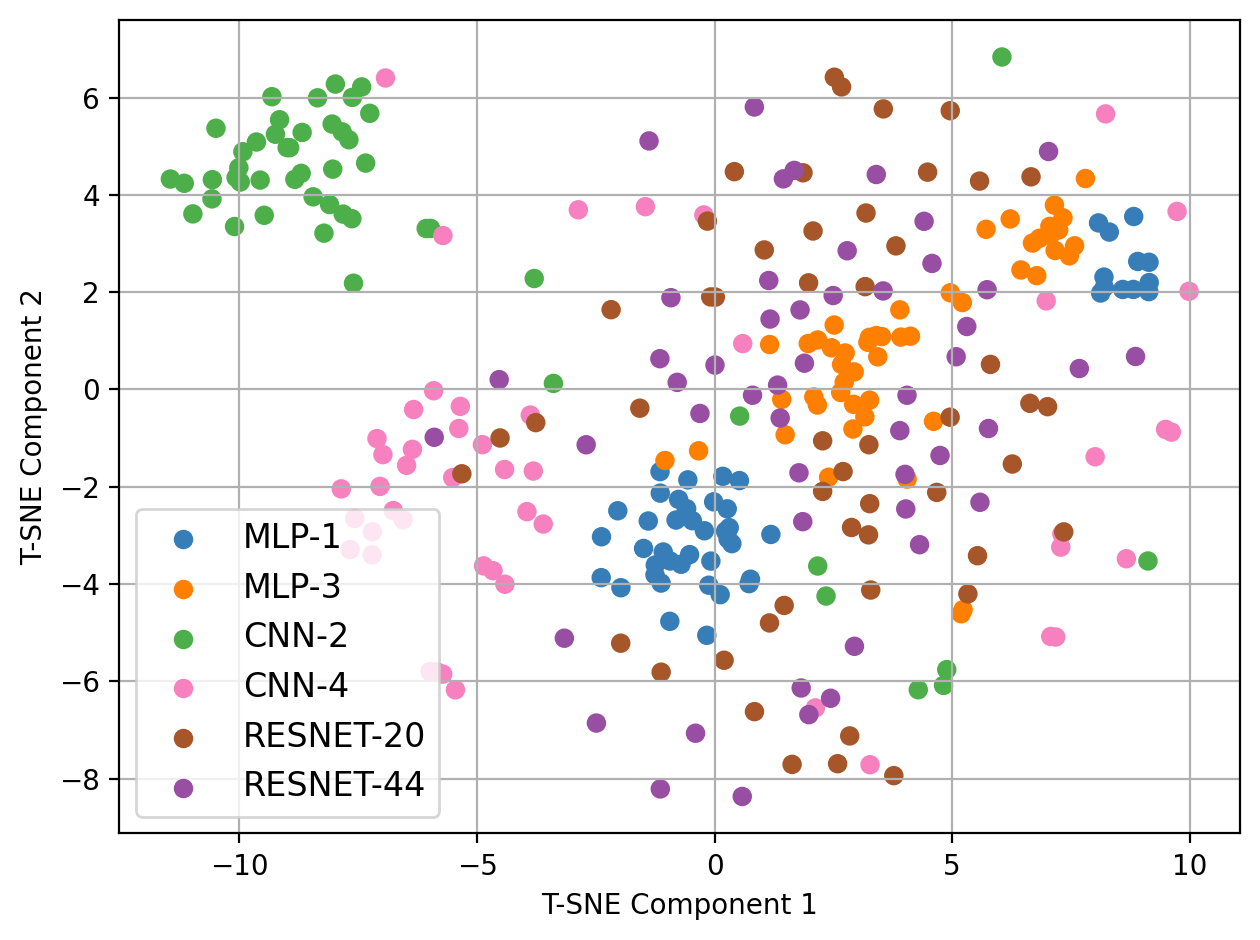 6
4
2
0
−2
−4
−6
−8
T-SNE Component 2
MLP-1
MLP-3
CNN-2
CNN-4
RESNET-20
RESNET-44
−10
−5
0
5
10
T-SNE Component 1